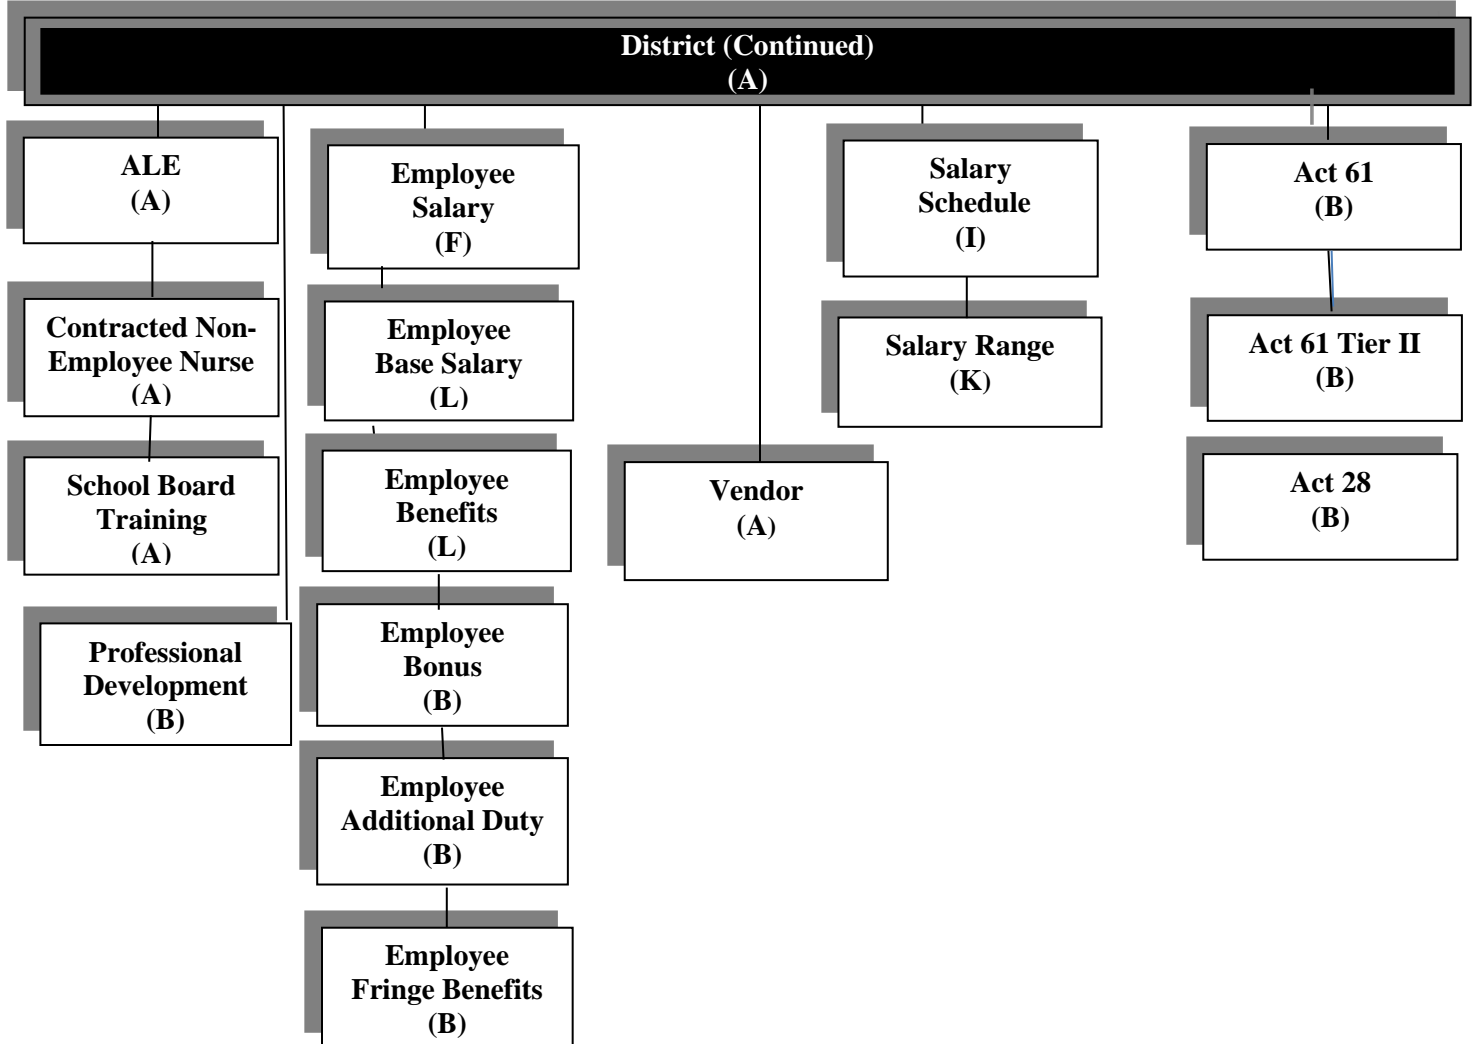 District (Continued)
(A)
ALE
(A)
Contracted Non-
Employee Nurse
(A)
School Board
Training
(A)
Professional
Development
(B)
Employee
Salary
(F)
Employee
Base Salary
(L)
Employee
Benefits
(L)
Employee
Bonus
(B)
Employee
Additional Duty
(B)
Employee
Fringe Benefits
(B)
Vendor
(A)
Salary
Schedule
(I)
Salary Range
(K)
Act 61
(B)
Act 61 Tier II
(B)
Act 28
(B)